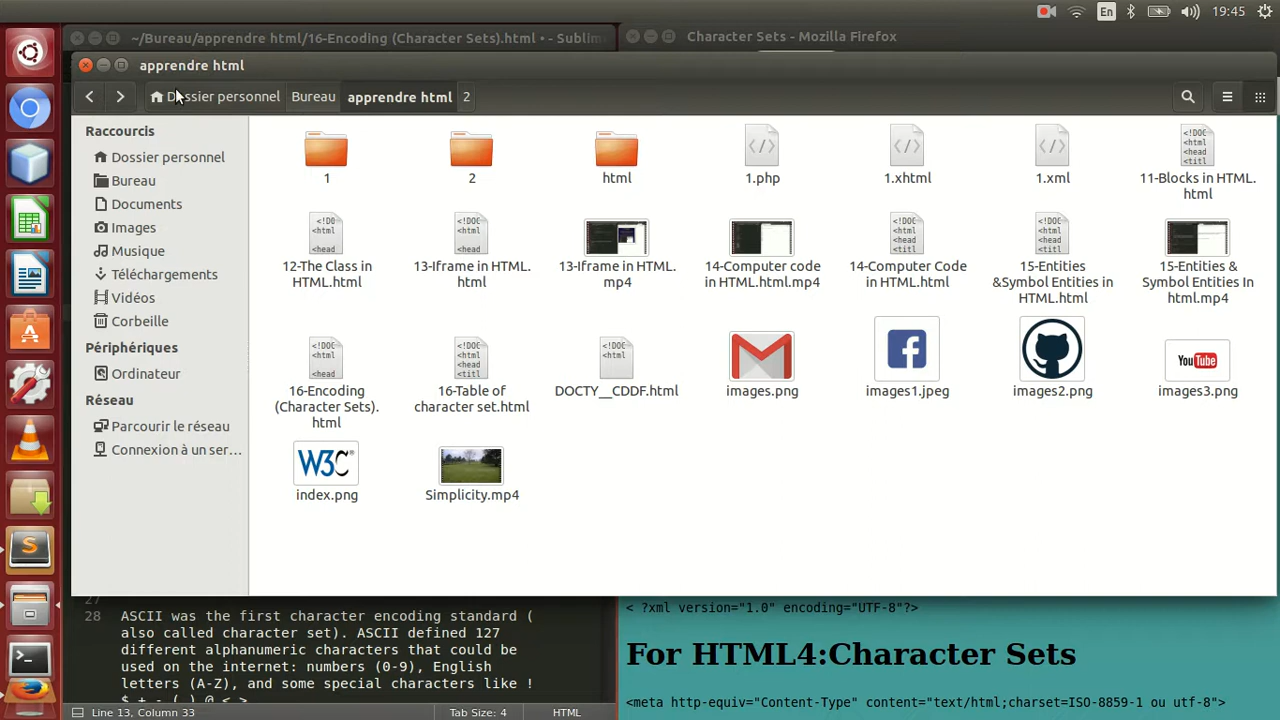 En
19:45
~/Bureau/apprendre html/16-Encoding (Character Sets).html • - Sublim
Character Sets - Mozilla Firefox
apprendre html
Dossier personnel
Bureau
apprendre html
2
Raccourcis
Dossier personnel
Bureau
Documents
Images
Musique
Téléchargements
Vidéos
Corbeille
Périphériques
Ordinateur
Réseau
Parcourir le réseau
Connexion à un ser…
1
2
html
1.php
1.xhtml
1.xml
11-Blocks in HTML.
html
12-The Class in
HTML.html
13-Iframe in HTML.
html
13-Iframe in HTML.
mp4
14-Computer code
in HTML.html.mp4
14-Computer Code
in HTML.html
15-Entities
&Symbol Entities in
HTML.html
15-Entities &
Symbol Entities In
html.mp4
16-Encoding
(Character Sets).
html
16-Table of
character set.html
DOCTY__CDDF.html
images.png
images1.jpeg
images2.png
YouTube
images3.png
W3C
index.png
Simplicity.mp4
27
28 ASCII was the first character encoding standard (
also called character set). ASCII defined 127
different alphanumeric characters that could be
used on the internet: numbers (0-9), English
letters (A-Z), and some special characters like !
$ + - ( ) @ < >
Line 13, Column 33
Tab Size: 4
HTML
< ?xml version="1.0" encoding="UTF-8"?>
For HTML4:Character Sets
<meta http-equiv="Content-Type" content="text/html;charset=ISO-8859-1 ou utf-8">